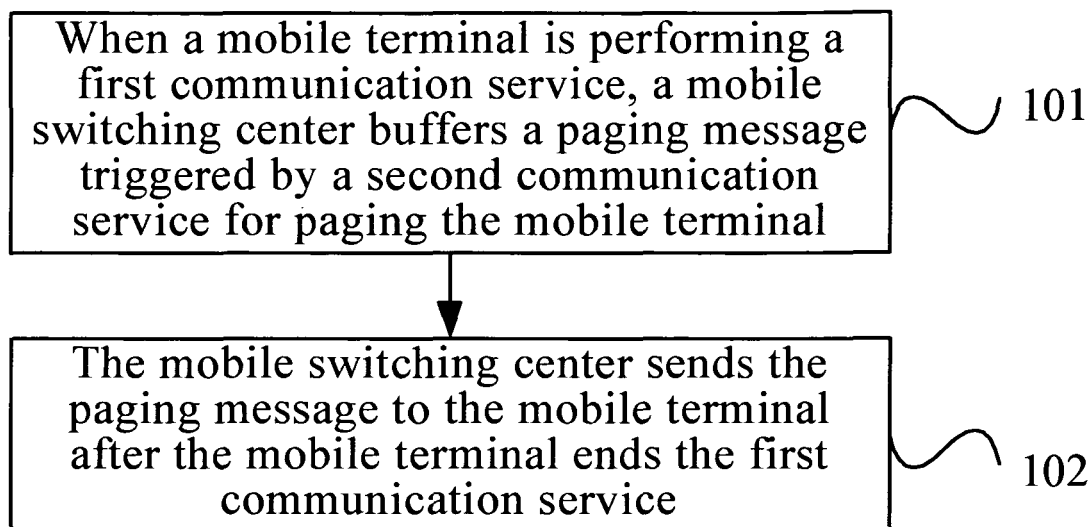 When a mobile terminal is performing a
first communication service, a mobile
switching center buffers a paging message
triggered by a second communication
service for paging the mobile terminal
101
The mobile switching center sends the
paging message to the mobile terminal
after the mobile terminal ends the first
communication service
102